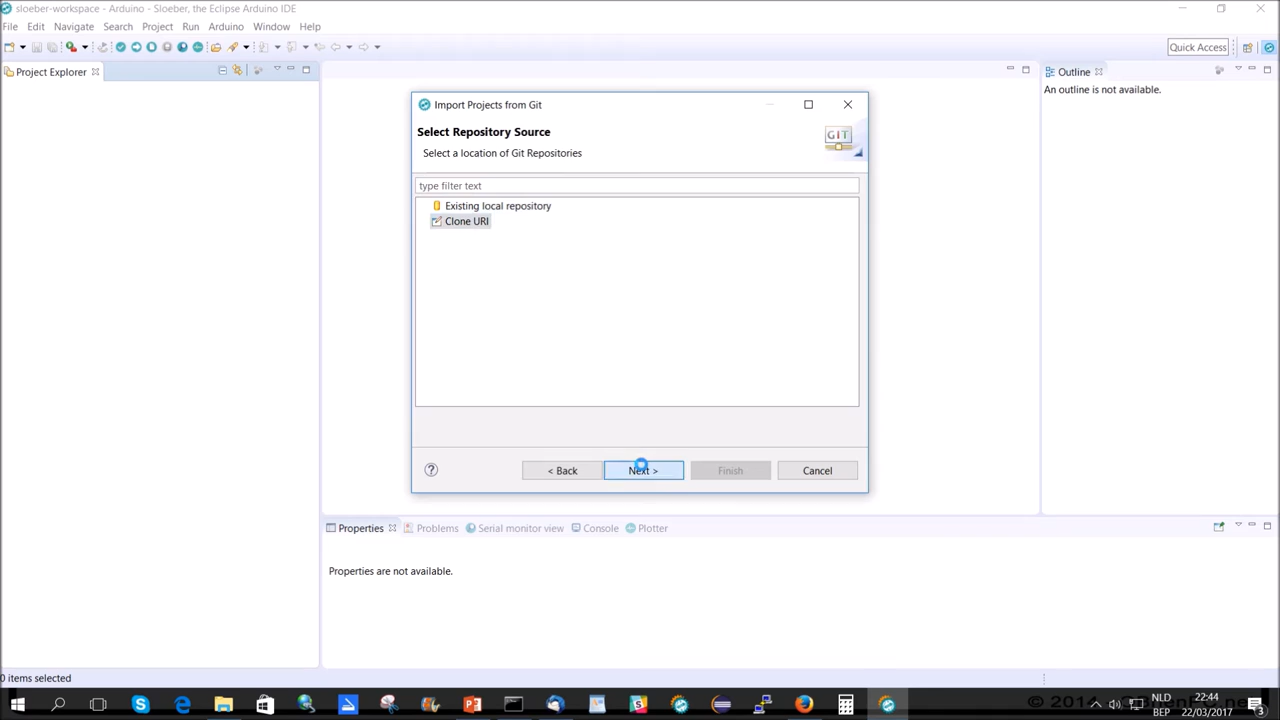 sloeber-workspace - Arduino - Sloeber, the Eclipse Arduino IDE
File Edit Navigate Search Project Run Arduino Window Help
Quick Access
Project Explorer
Outline
An outline is not available.
Import Projects from Git
Select Repository Source
Select a location of Git Repositories
GIT
type filter text
Existing local repository
Clone URI
< Back
Next >
Finish
Cancel
Properties
Problems
Serial monitor view
Console
Plotter
Properties are not available.
0 items selected
NLD
BEP
22:44
22/03/2017